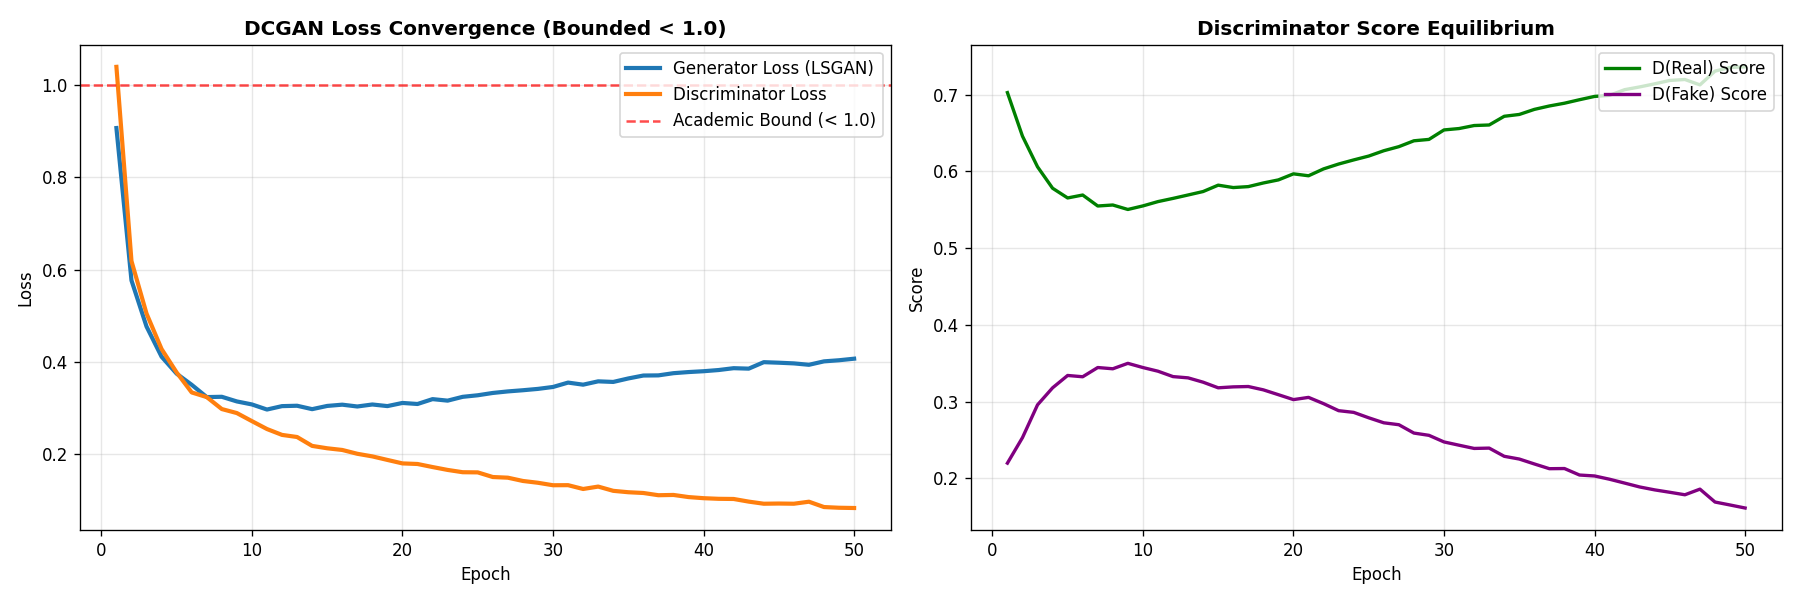 DCGAN Loss Convergence (Bounded < 1.0)
Generator Loss (LSGAN)
Discriminator Loss
Academic Bound (< 1.0)
Loss
1.0
0.8
0.6
0.4
0.2
0
10
20
30
40
50
Epoch
Discriminator Score Equilibrium
D(Real) Score
D(Fake) Score
Score
0.7
0.6
0.5
0.4
0.3
0.2
0
10
20
30
40
50
Epoch